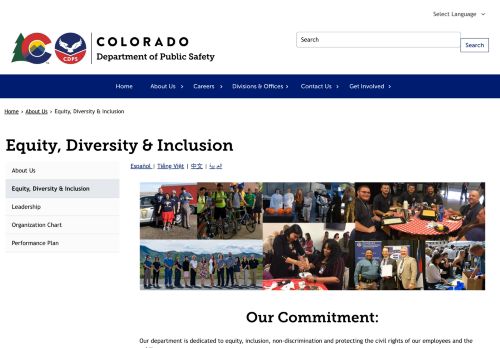 Select Language
COLORADO
Department of Public Safety
CDPS
Search
Search
Home
About Us
Careers
Divisions & Offices
Contact Us
Get Involved
Home › About Us › Equity, Diversity & Inclusion
Equity, Diversity & Inclusion
About Us
Equity, Diversity & Inclusion
Leadership
Organization Chart
Performance Plan
Español | Tiếng Việt | 中文 |
Our Commitment:
Our department is dedicated to equity, inclusion, non-discrimination and protecting the civil rights of our employees and the